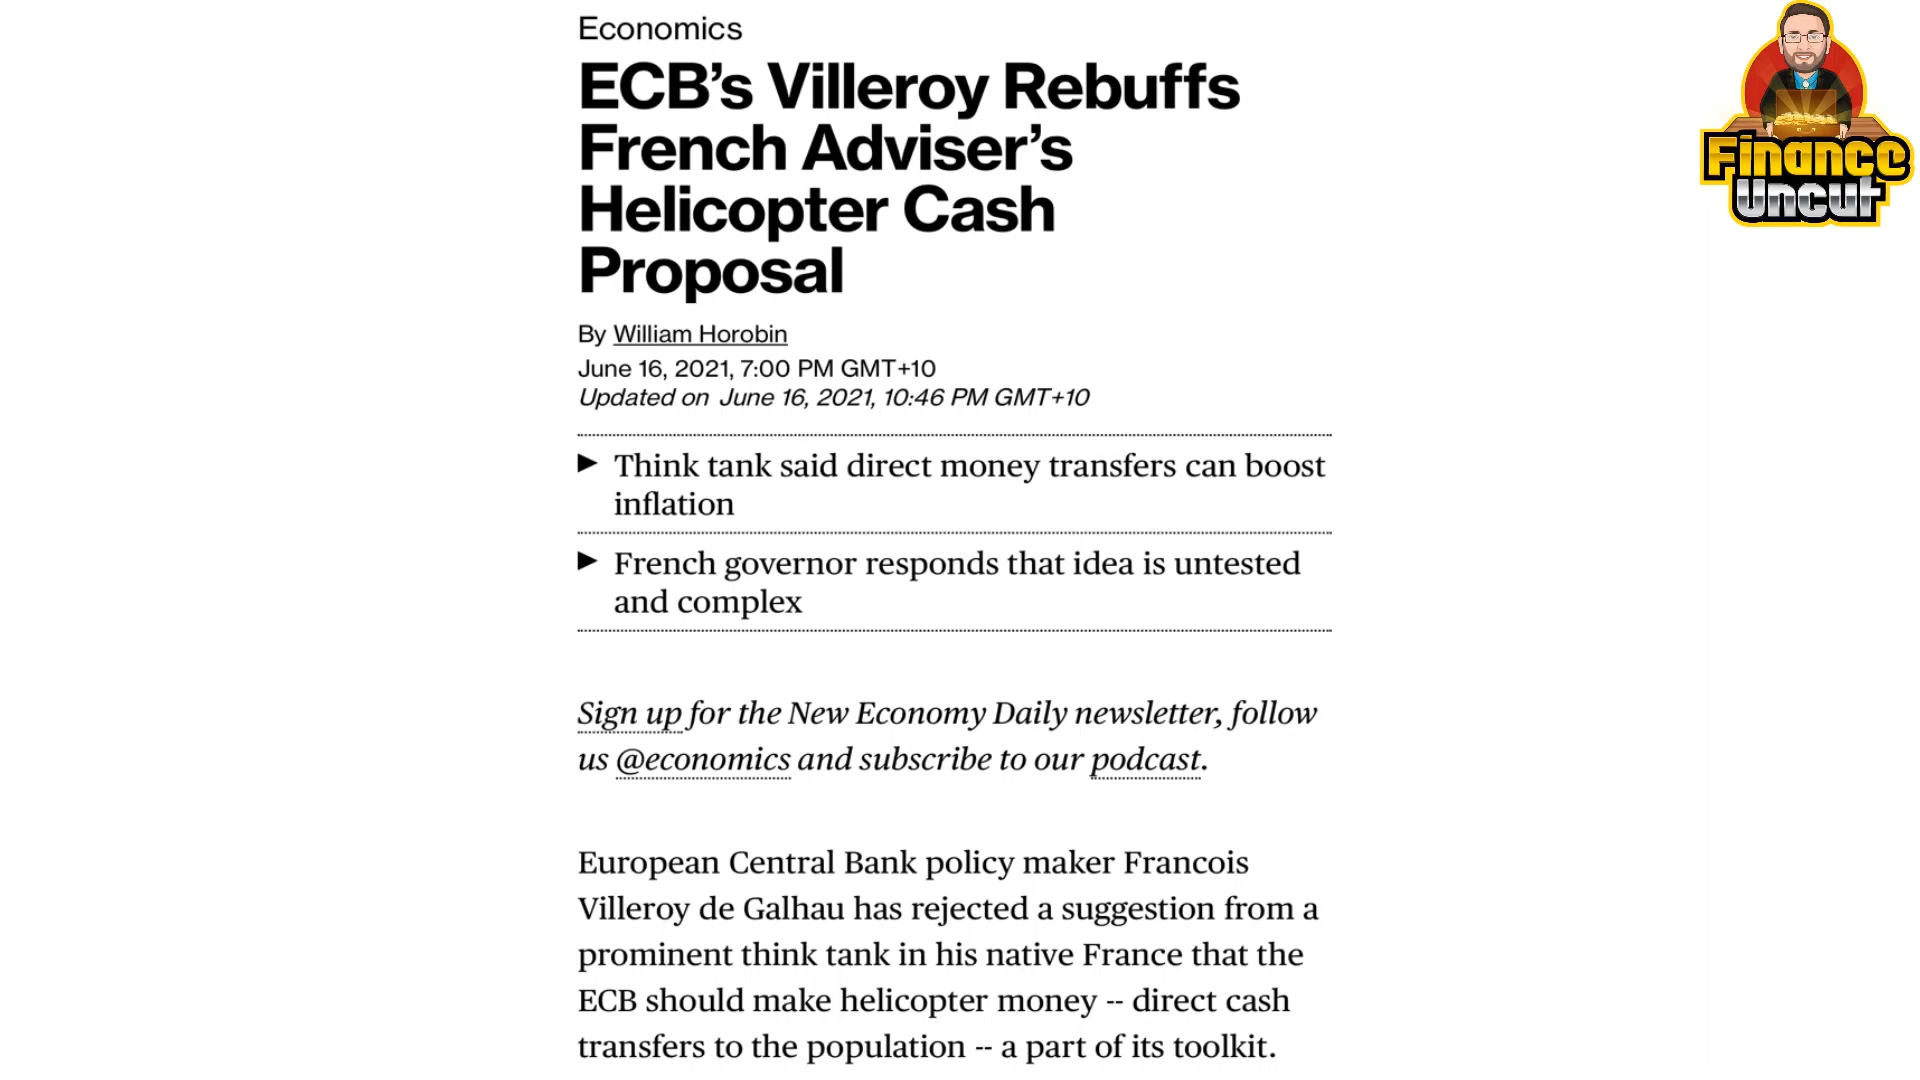 Economics
ECB’s Villeroy Rebuffs
French Adviser’s
Helicopter Cash
Proposal
By William Horobin
June 16, 2021, 7:00 PM GMT+10
Updated on June 16, 2021, 10:46 PM GMT+10
Think tank said direct money transfers can boost
inflation
French governor responds that idea is untested
and complex
Sign up for the New Economy Daily newsletter, follow
us @economics and subscribe to our podcast.
European Central Bank policy maker Francois
Villeroy de Galhau has rejected a suggestion from a
prominent think tank in his native France that the
ECB should make helicopter money -- direct cash
transfers to the population -- a part of its toolkit.
Finance
Uncut